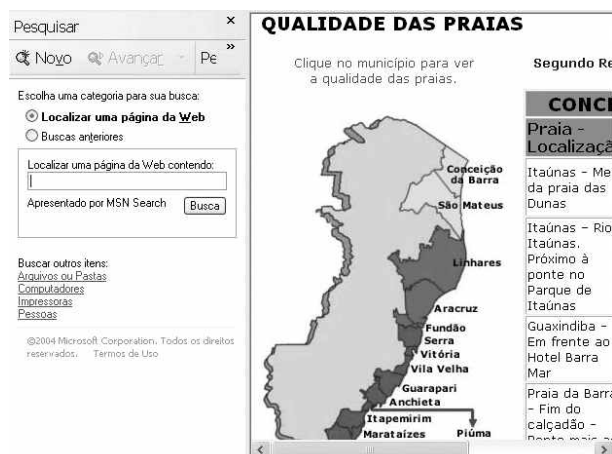 Pesquisar
Novo Avançar Pe
Escolha uma categoria para sua busca:
Localizar uma página da Web
Buscas anteriores
Localizar uma página da Web contendo:
Apresentado por MSN Search Busca
Buscar outros itens:
Arquivos ou Pastas
Computadores
Impressoras
Pessoas
©2004 Microsoft Corporation. Todos os direitos
reservados. Termos de Uso
QUALIDADE DAS PRAIAS
Clique no município para ver
a qualidade das praias.
Conceição
da Barra
São Mateus
Linhares
Aracruz
Fundão
Serra
Vitória
Vila Velha
Guarapari
Anchieta
Itapemirim
Marataízes
Piúma
Segundo Re
CONCE
Praia -
Localizaçã
Itaúnas - Me
da praia das
Dunas
Itaúnas - Rio
Itaúnas.
Próximo à
ponte no
Parque de
Itaúnas
Guaxindiba -
Em frente ao
Hotel Barra
Mar
Praia da Barra
- Fim do
calçadão -